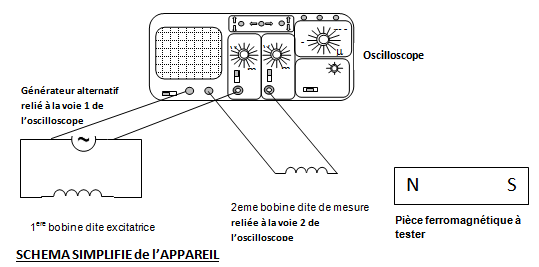 Oscilloscope
Générateur alternatif
relié à la voie 1 de
l'oscilloscope
~
µ
N S
Pièce ferromagnétique à
tester
2eme bobine dite de mesure
reliée à la voie 2 de
l'oscilloscope
1ère bobine dite excitatrice
SCHEMA SIMPLIFIE de l'APPAREIL